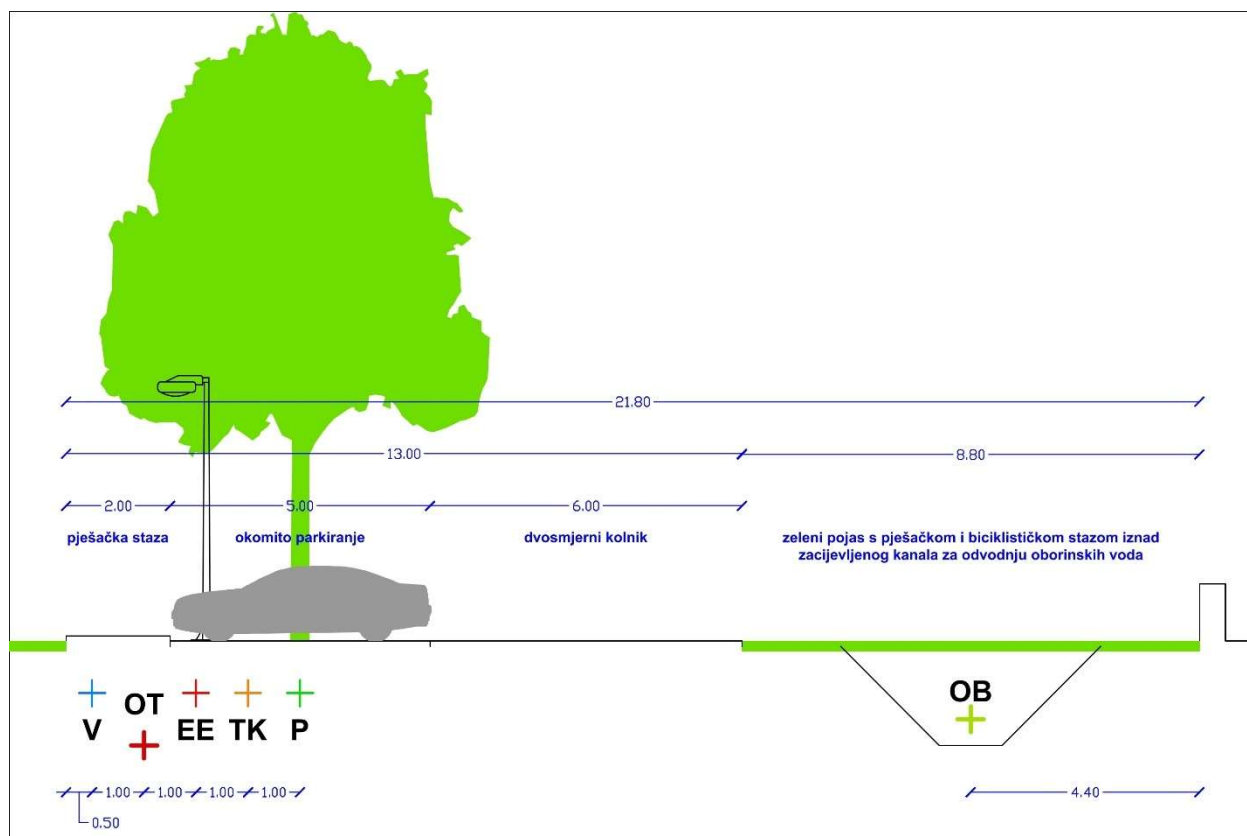 21.80
13.00
8.80
2.00
5.00
6.00
pješačka staza
okomito parkiranje
dvosmjerni kolnik
zeleni pojas s pješačkom i biciklističkom stazom iznad
zacijevljenog kanala za odvodnju oborinskih voda
OT
V
EE
TK
P
OB
1.00
1.00
1.00
1.00
4.40
0.50